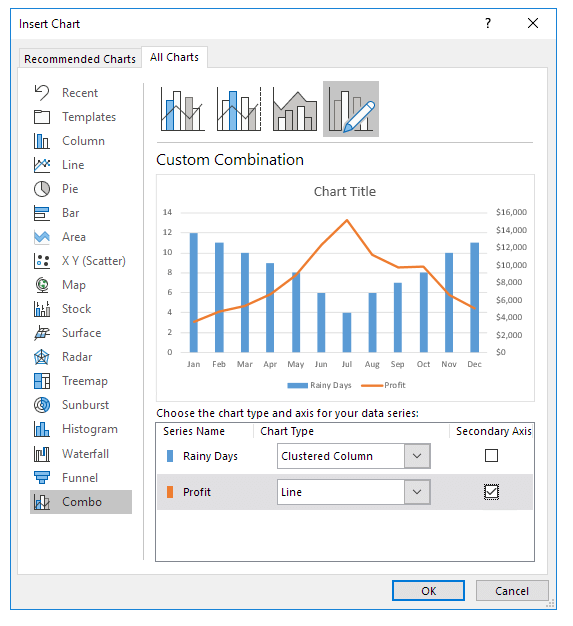 Insert Chart
?
Recommended Charts
All Charts
Recent
Templates
Column
Line
Pie
Bar
Area
X Y (Scatter)
Map
Stock
Surface
Radar
Treemap
Sunburst
Histogram
Waterfall
Funnel
Combo
Custom Combination
Chart Title
14
12
10
8
6
4
2
0
$16,000
$14,000
$12,000
$10,000
$8,000
$6,000
$4,000
$2,000
$0
Jan Feb Mar Apr May Jun Jul Aug Sep Oct Nov Dec
Rainy Days Profit
Choose the chart type and axis for your data series:
Series Name Chart Type Secondary Axis
Rainy Days Clustered Column
Profit Line
OK Cancel